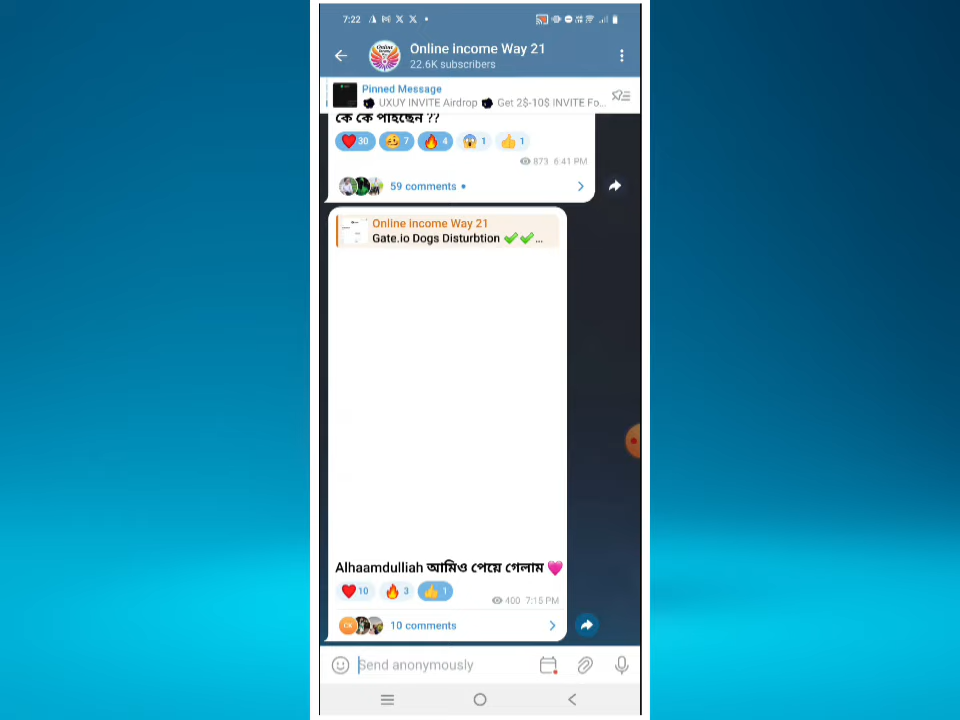 7:22
Online income Way 21
22.6K subscribers
Pinned Message
UXUY INVITE Airdrop Get 2$-10$ INVITE Fo...
কে কে পাইছেন ??
30 7 4 1 1
873 6:41 PM
59 comments
Online income Way 21
Gate.io Dogs Disturbtion ✅✅...
Alhaamdulliah আমিও পেয়ে গেলাম 🩷
10 3 1
400 7:15 PM
10 comments
Send anonymously